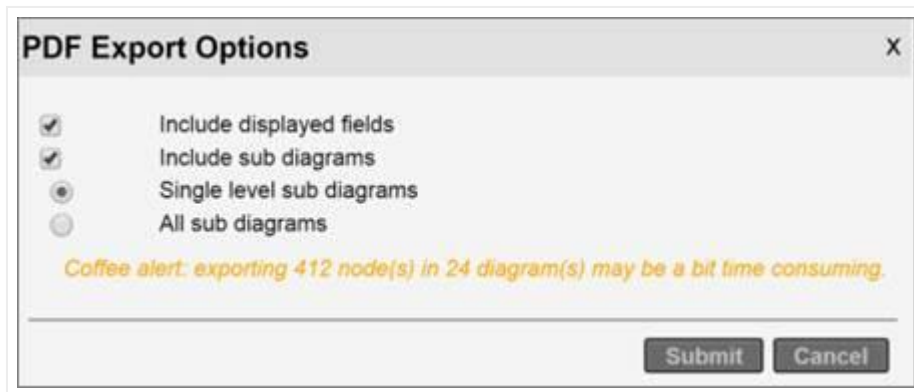 PDF Export Options X
Include displayed fields
Include sub diagrams
Single level sub diagrams
All sub diagrams
Coffee alert: exporting 412 node(s) in 24 diagram(s) may be a bit time consuming.
Submit Cancel